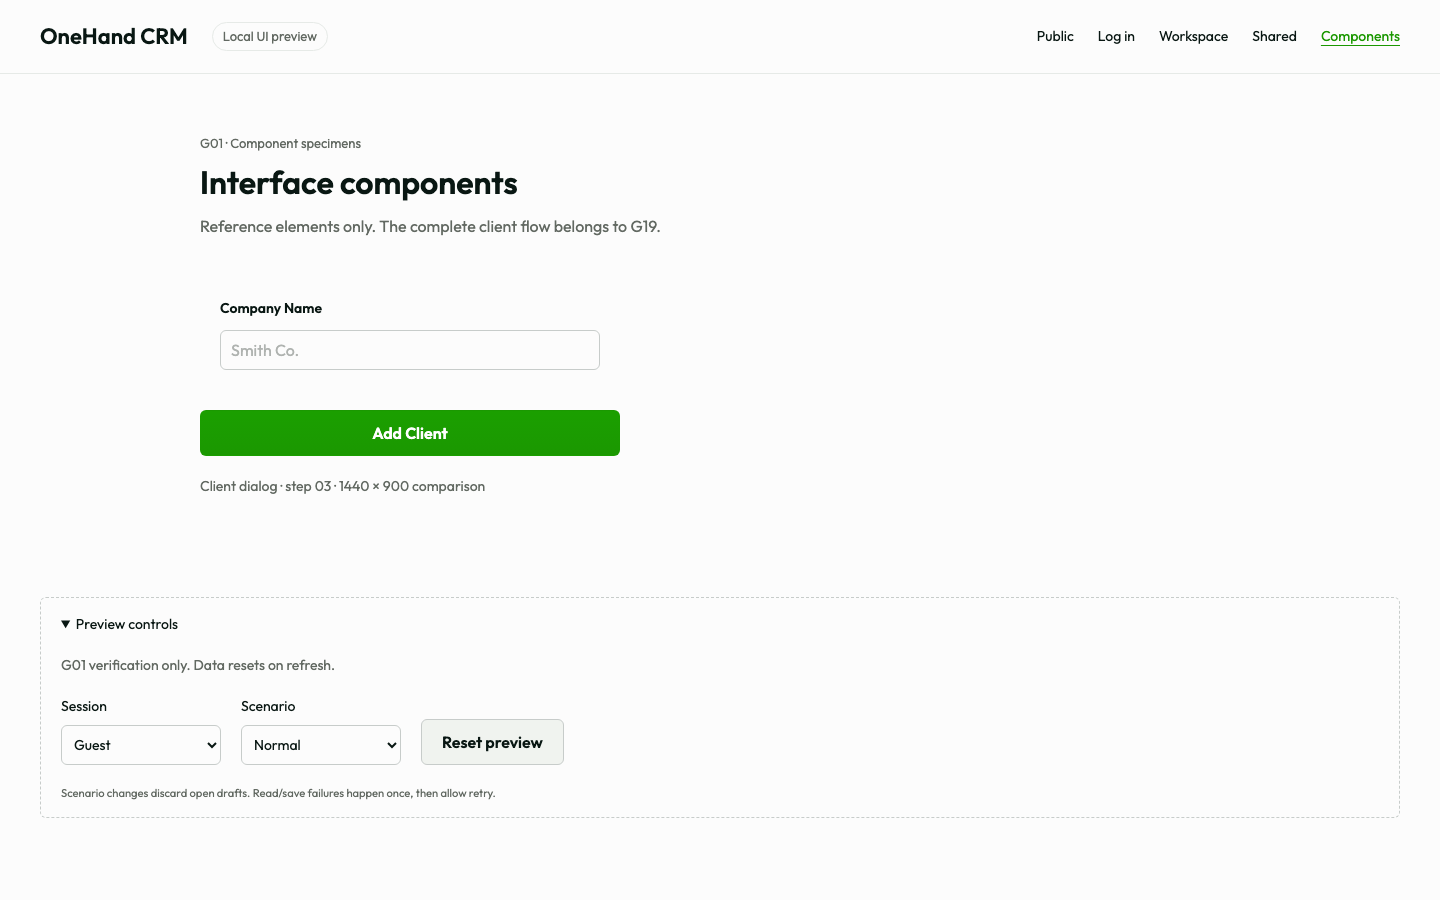 OneHand CRM
Local UI preview
Public
Log in
Workspace
Shared
Components
G01 · Component specimens
Interface components
Reference elements only. The complete client flow belongs to G19.
Company Name
Smith Co.
Add Client
Client dialog · step 03 · 1440 × 900 comparison
▼ Preview controls
G01 verification only. Data resets on refresh.
Session
Scenario
Guest
Normal
Reset preview
Scenario changes discard open drafts. Read/save failures happen once, then allow retry.